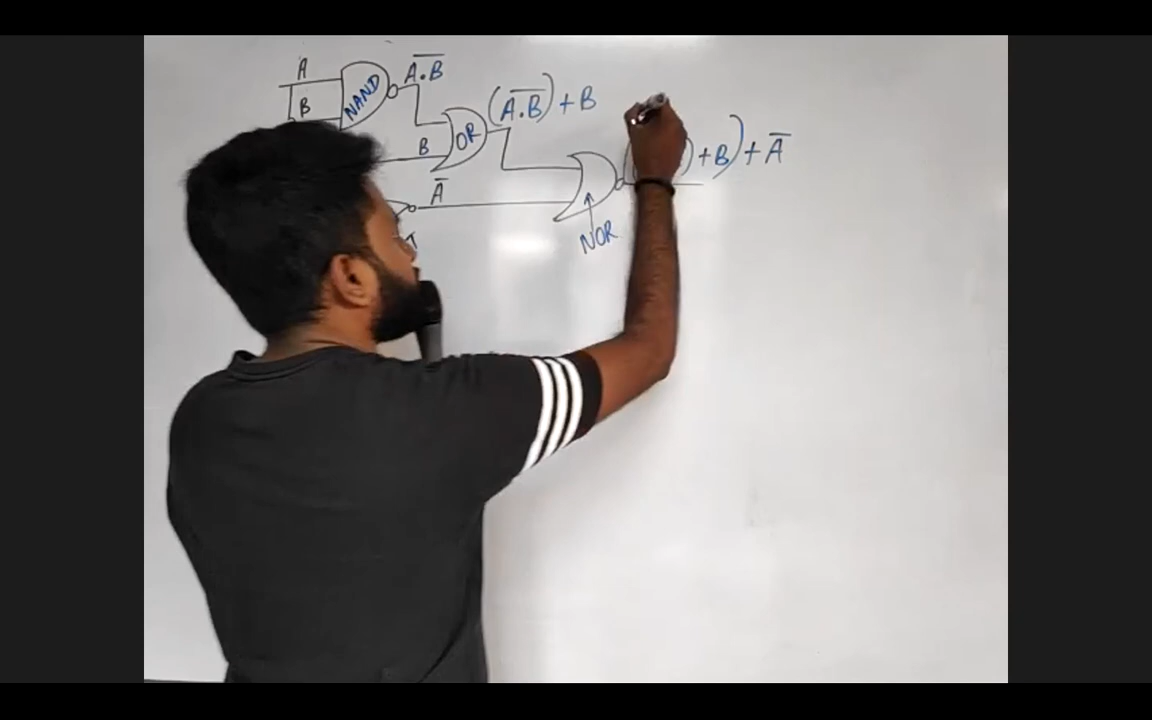 A
B
NAND
A̅.̅B̅
B
OR
(A̅.̅B̅) + B
A̅
NOR
+B) + A̅